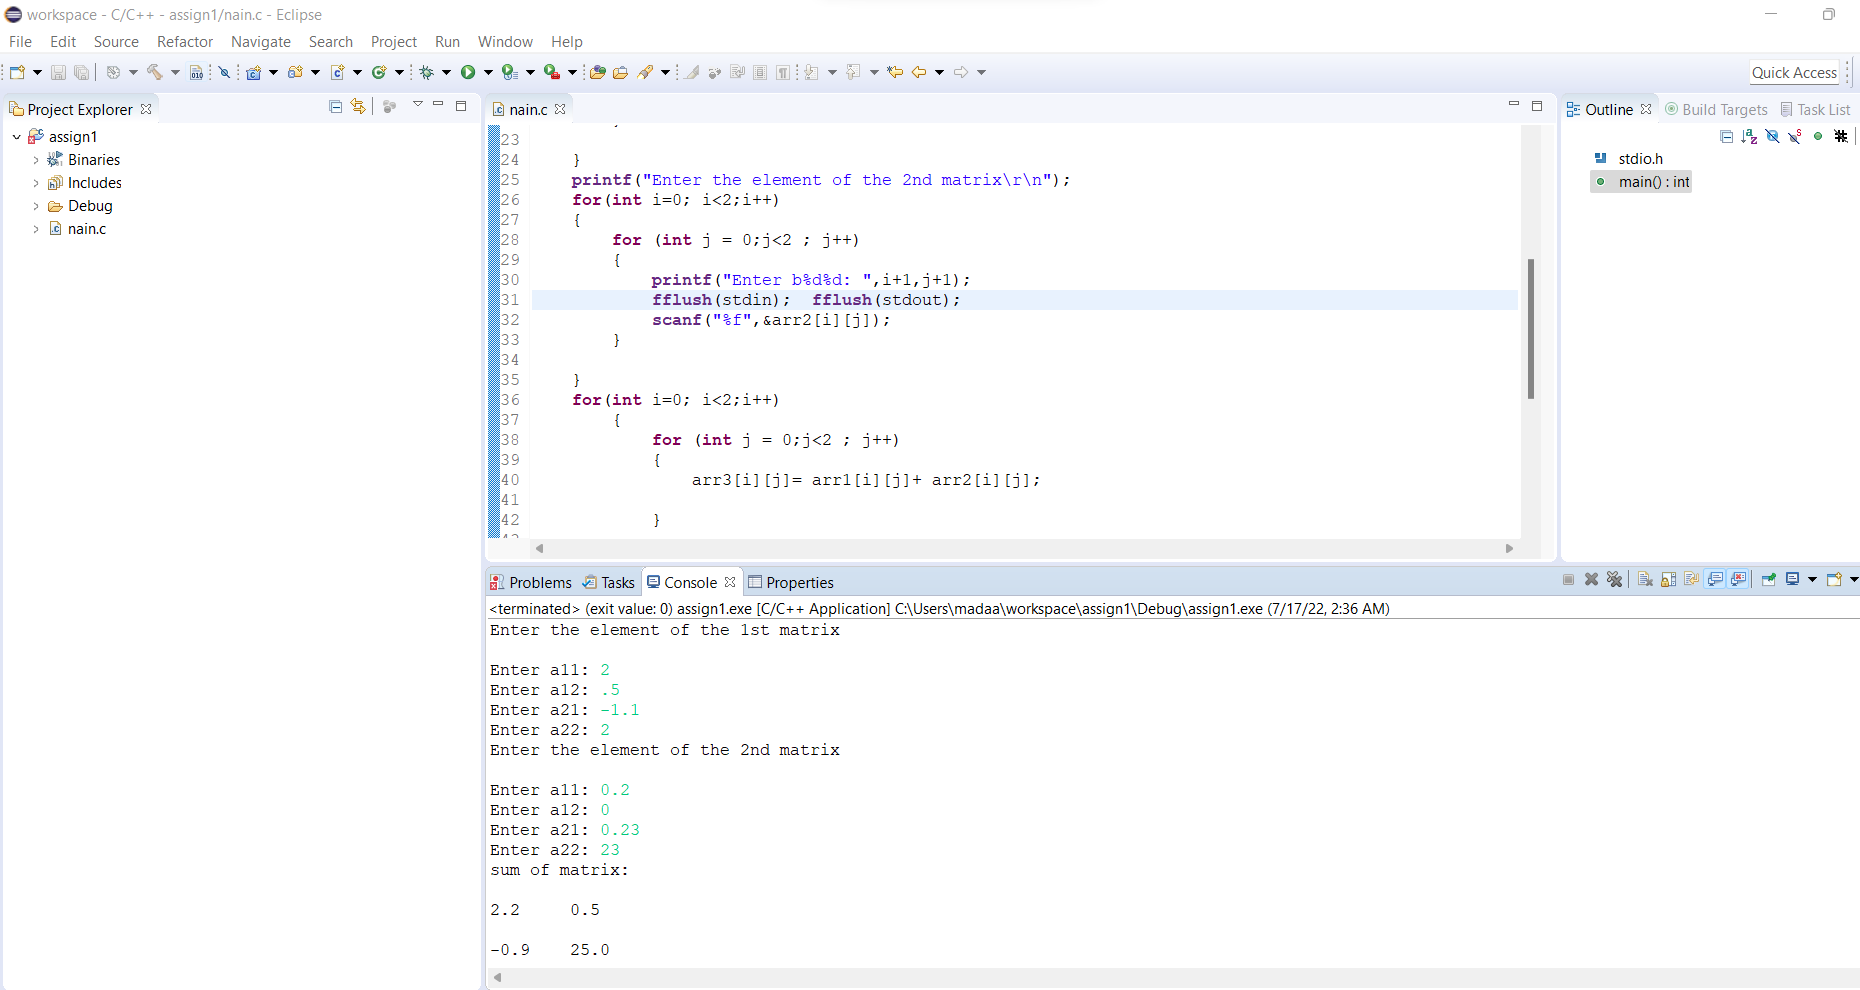 workspace - C/C++ - assign1/nain.c - Eclipse
File Edit Source Refactor Navigate Search Project Run Window Help
Quick Access
Project Explorer
assign1
Binaries
Includes
Debug
nain.c
nain.c
23
24 }
25 printf("Enter the element of the 2nd matrix\r\n");
26 for(int i=0; i<2;i++)
27 {
28 for (int j = 0;j<2 ; j++)
29 {
30 printf("Enter b%d%d: ",i+1,j+1);
31 fflush(stdin); fflush(stdout);
32 scanf("%f",&arr2[i][j]);
33 }
34
35 }
36 for(int i=0; i<2;i++)
37 {
38 for (int j = 0;j<2 ; j++)
39 {
40 arr3[i][j]= arr1[i][j]+ arr2[i][j];
41
42 }
Outline Build Targets Task List
stdio.h
main() : int
Problems Tasks Console Properties
<terminated> (exit value: 0) assign1.exe [C/C++ Application] C:\Users\madaa\workspace\assign1\Debug\assign1.exe (7/17/22, 2:36 AM)
Enter the element of the 1st matrix
Enter a11: 2
Enter a12: .5
Enter a21: -1.1
Enter a22: 2
Enter the element of the 2nd matrix
Enter a11: 0.2
Enter a12: 0
Enter a21: 0.23
Enter a22: 23
sum of matrix:
2.2 0.5
-0.9 25.0